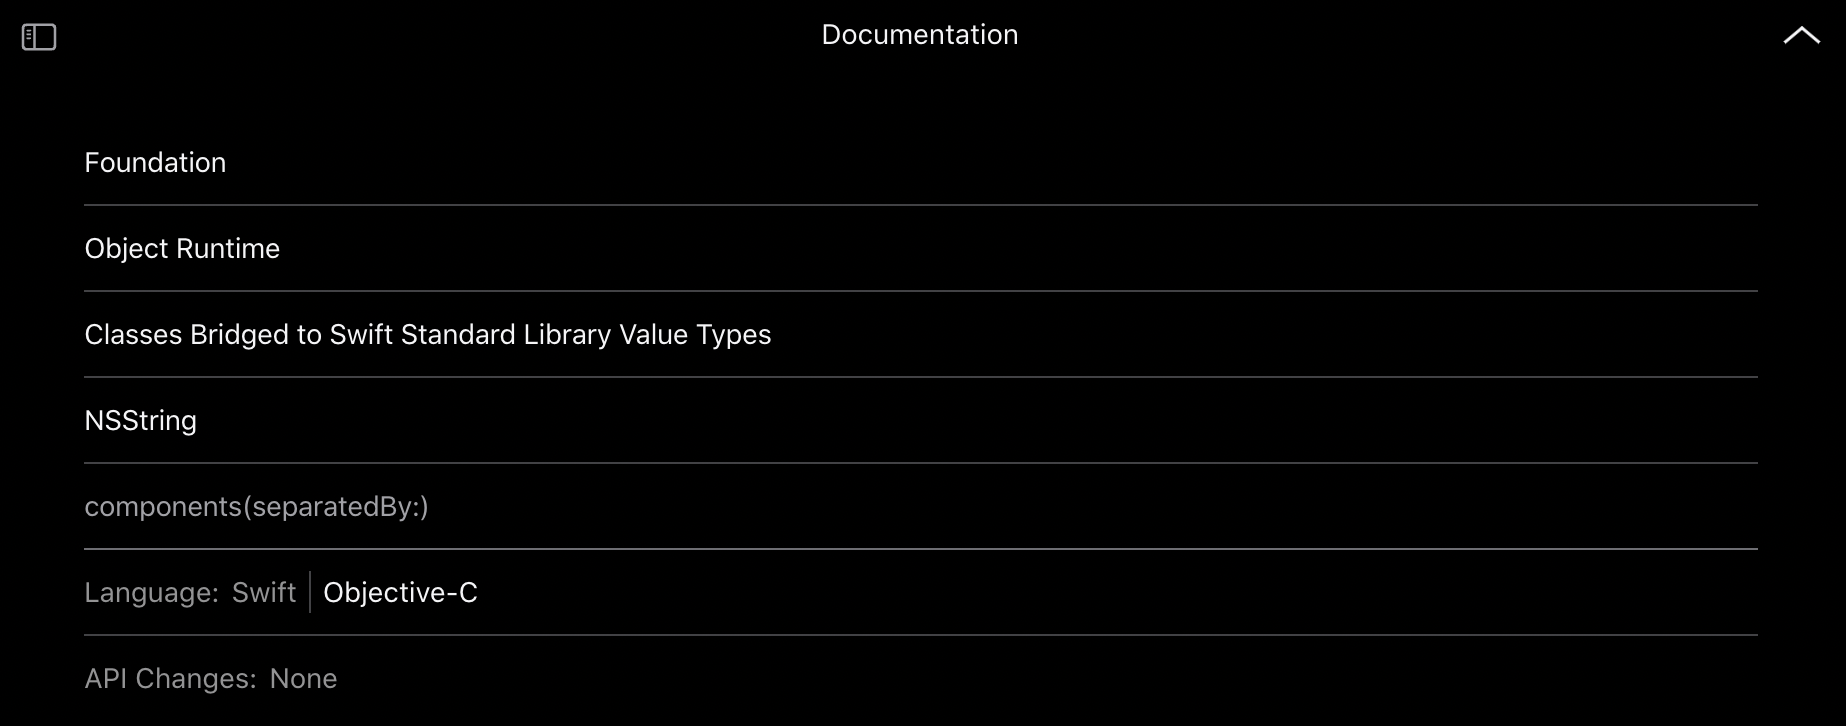 Documentation
Foundation
Object Runtime
Classes Bridged to Swift Standard Library Value Types
NSString
components(separatedBy:)
Language: Swift Objective-C
API Changes: None